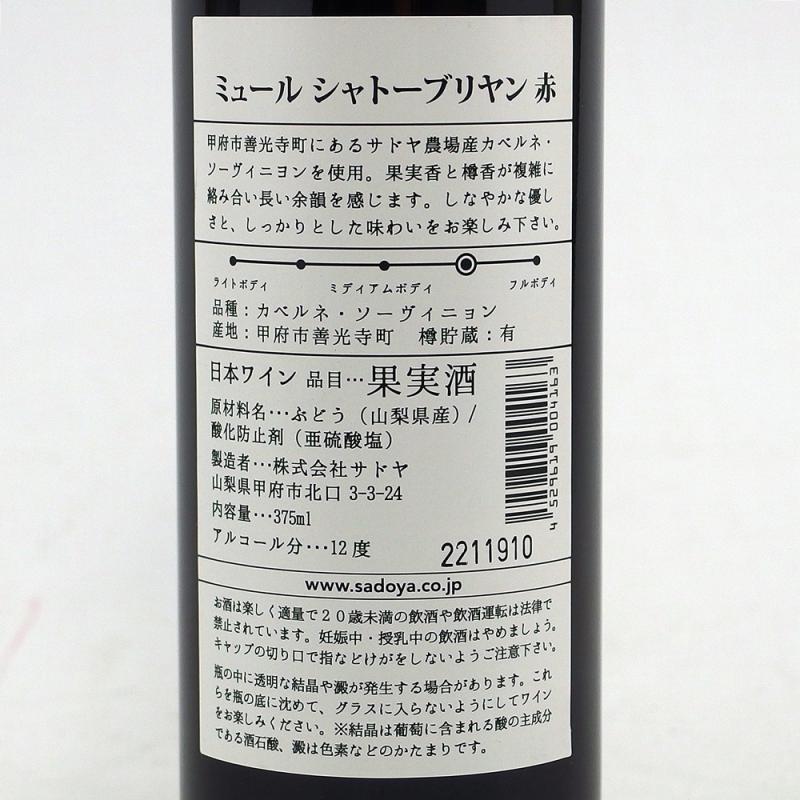 ミュール シャトーブリヤン 赤
甲府市善光寺町にあるサドヤ農場産カベルネ・
ソーヴィニヨンを使用。果実香と樽香が複雑に
絡み合い長い余韻を感じます。しなやかな優し
さと、しっかりとした味わいをお楽しみ下さい。
ライトボディ ミディアムボディ フルボディ
品種：カベルネ・ソーヴィニョン
産地：甲府市善光寺町 樽貯蔵：有
日本ワイン 品目…果実酒
原材料名…ぶどう（山梨県産）/
酸化防止剤（亜硫酸塩）
製造者…株式会社サドヤ
山梨県甲府市北口 3-3-24
内容量…375ml
アルコール分…12度
4529619004163
2211910
www.sadoya.co.jp
お酒は楽しく適量で20歳未満の飲酒や飲酒運転は法律で
禁止されています。妊娠中・授乳中の飲酒はやめましょう。
キャップの切り口で指などけがをしないようご注意下さい。
瓶の中に透明な結晶や澱が発生する場合があります。これ
らを瓶の底に沈めて、グラスに入らないようにしてワイン
をお楽しみください。※結晶は葡萄に含まれる酸の主成分
である酒石酸、澱は色素などのかたまりです。